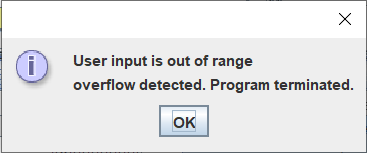 User input is out of range
overflow detected. Program terminated.
OK